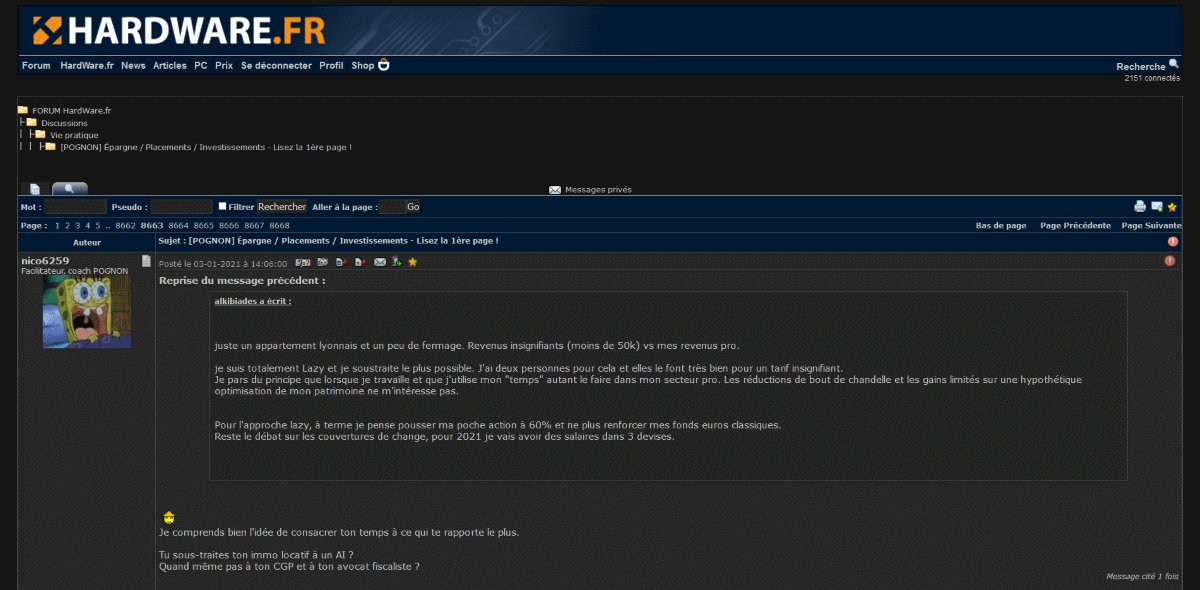 HARDWARE.FR
Forum HardWare.fr News Articles PC Prix Se déconnecter Profil Shop
Recherche
2151 connectés
FORUM HardWare.fr
Discussions
Vie pratique
[POGNON] Épargne / Placements / Investissements - Lisez la 1ère page !
Messages privés
Mot : Pseudo : Filtrer Rechercher Aller à la page : Go
Page : 1 2 3 4 5 .. 8662 8663 8664 8665 8666 8667 8668
Bas de page Page Précédente Page Suivante
Auteur
Sujet : [POGNON] Épargne / Placements / Investissements - Lisez la 1ère page !
nico6259
Facilitateur, coach POGNON
Posté le 03-01-2021 à 14:06:00
Reprise du message précédent :
alkibiades a écrit :
juste un appartement lyonnais et un peu de fermage. Revenus insignifiants (moins de 50k) vs mes revenus pro.
je suis totalement Lazy et je soustraite le plus possible. J'ai deux personnes pour cela et elles le font très bien pour un tarif insignifiant.
Je pars du principe que lorsque je travaille et que j'utilise mon "temps" autant le faire dans mon secteur pro. Les réductions de bout de chandelle et les gains limités sur une hypothétique
optimisation de mon patrimoine ne m'intéresse pas.
Pour l'approche lazy, à terme je pense pousser ma poche action à 60% et ne plus renforcer mes fonds euros classiques.
Reste le débat sur les couvertures de change, pour 2021 je vais avoir des salaires dans 3 devises.
Je comprends bien l'idée de consacrer ton temps à ce qui te rapporte le plus.
Tu sous-traites ton immo locatif à un AI ?
Quand même pas à ton CGP et à ton avocat fiscaliste ?
Message cité 1 fois